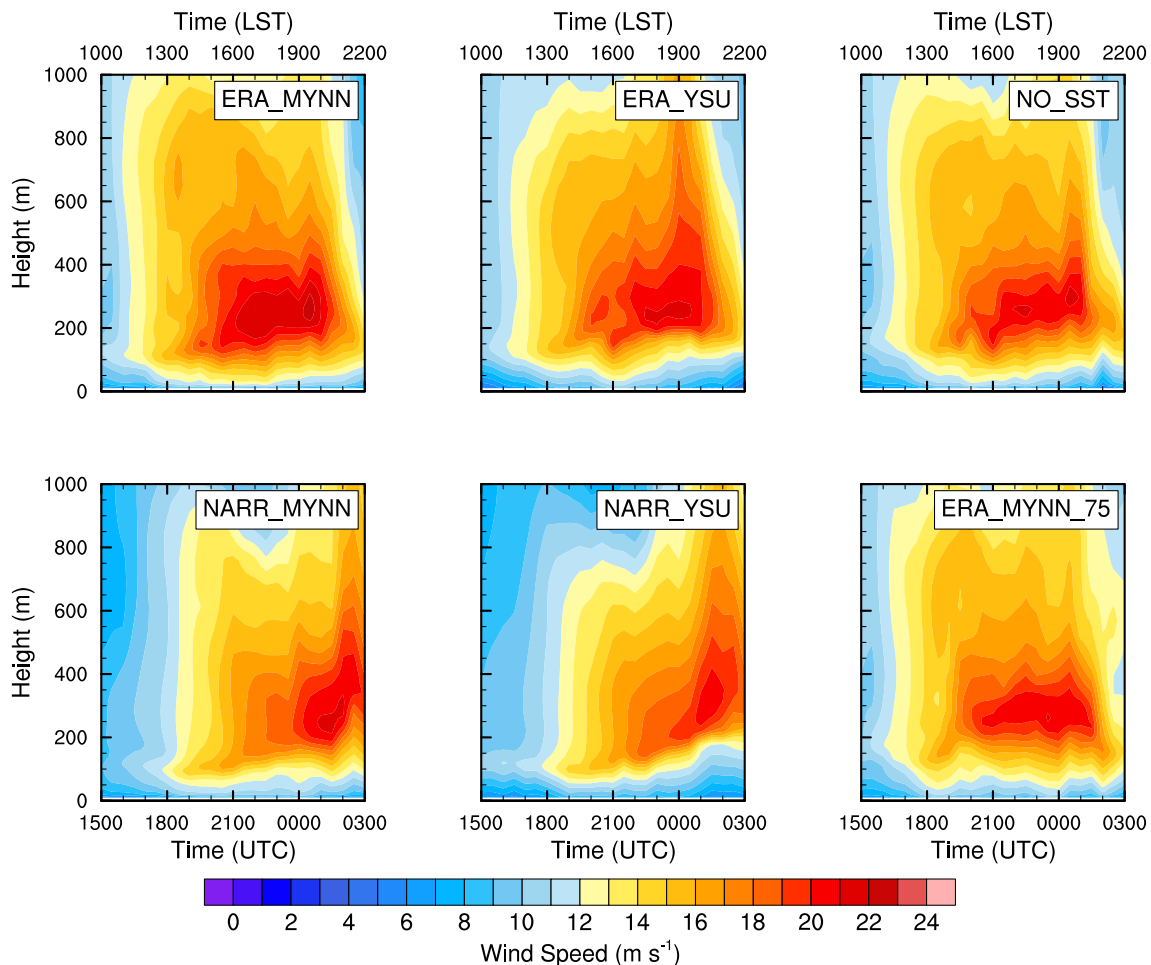 Time (LST) Time (LST) Time (LST)
1000 1300 1600 1900 2200 1000 1300 1600 1900 2200 1000 1300 1600 1900 2200
1000
800
600
400
200
0
Height (m)
ERA_MYNN
ERA_YSU
NO_SST
1000
800
600
400
200
0
Height (m)
NARR_MYNN
NARR_YSU
ERA_MYNN_75
1500 1800 2100 0000 0300 1500 1800 2100 0000 0300 1500 1800 2100 0000 0300
Time (UTC) Time (UTC) Time (UTC)
0 2 4 6 8 10 12 14 16 18 20 22 24
Wind Speed (m s⁻¹)